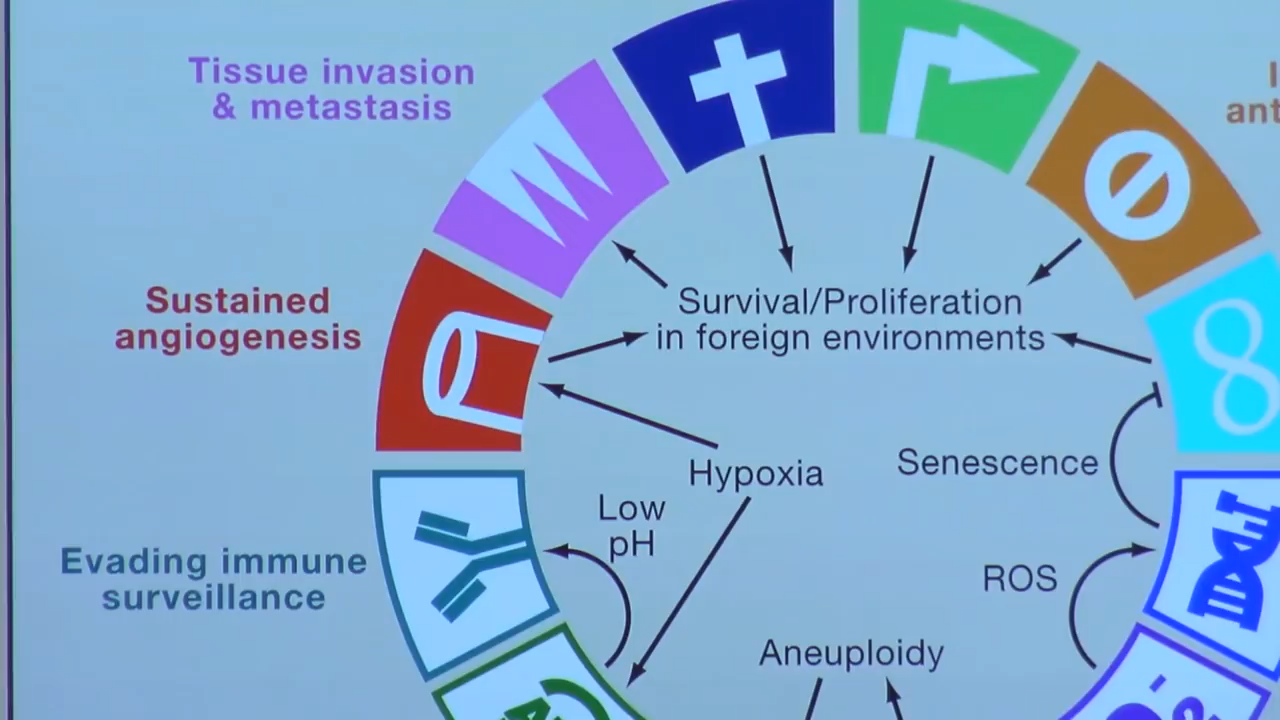 Tissue invasion
& metastasis
Sustained
angiogenesis
Evading immune
surveillance
Survival/Proliferation
in foreign environments
Hypoxia
Low
pH
Senescence
ROS
Aneuploidy
ant